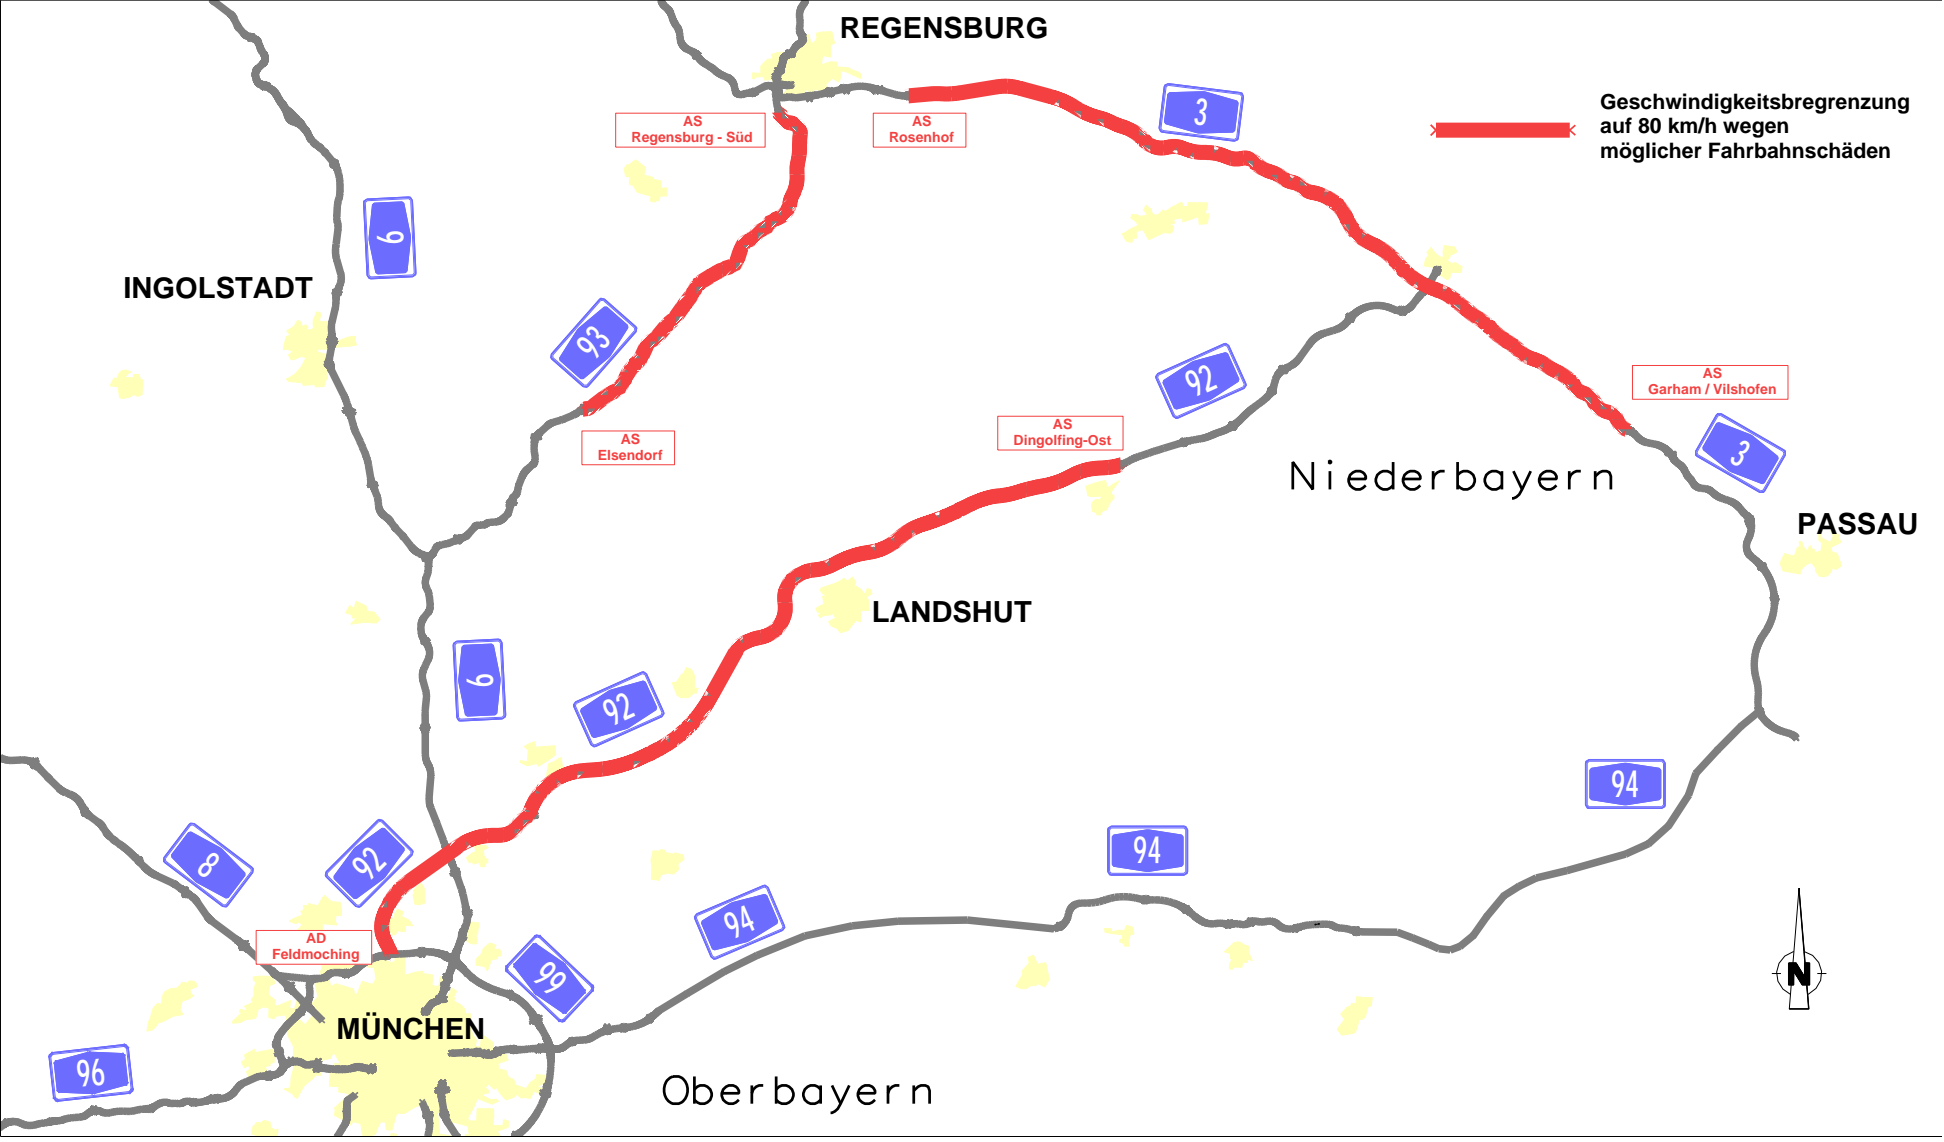 REGENSBURG
Geschwindigkeitsbregrenzung
auf 80 km/h wegen
möglicher Fahrbahnschäden
3
AS
Regensburg - Süd
AS
Rosenhof
9
INGOLSTADT
93
92
AS
Garham / Vilshofen
AS
Dingolfing-Ost
AS
Elsendorf
3
Niederbayern
PASSAU
LANDSHUT
9
92
94
8
92
94
94
AD
Feldmoching
99
N
MÜNCHEN
96
Oberbayern